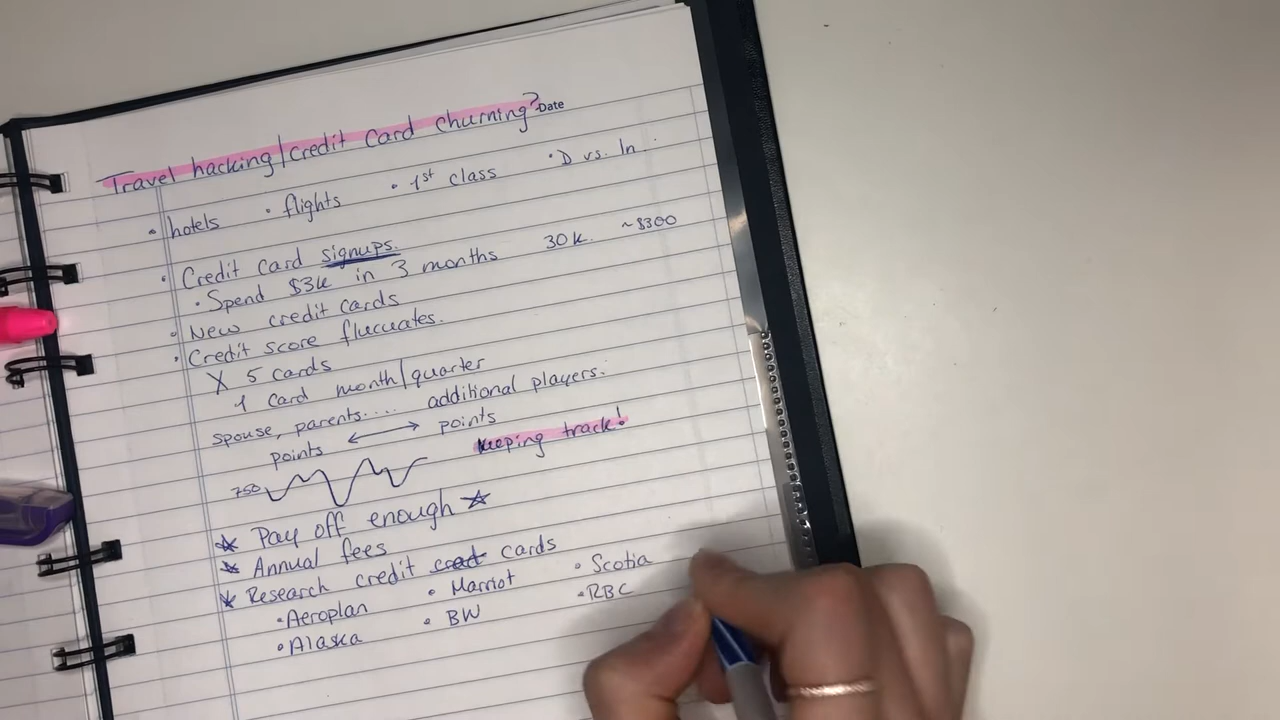 Travel hacking/credit card churning? Date
• hotels • flights • 1st class • D vs. In
• Credit card signups.
• Spend $3k in 3 months 30k ~$300
• New credit cards
• Credit score flucuates.
X 5 cards
1 card month/quarter
spouse, parents.... additional players.
points ↔ points keeping track!
750
* Pay off enough ☆
* Annual fees
* Research credit cards
• Aeroplan • Marriot • Scotia
• Alaska • BW • RBC